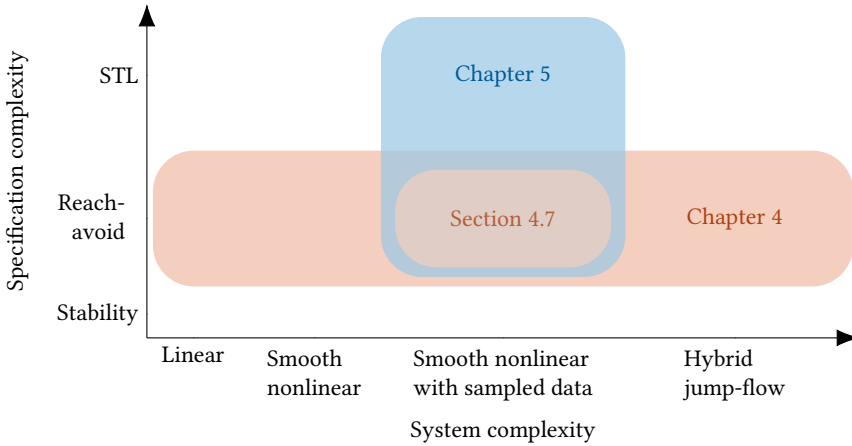 Specification complexity
STL
Chapter 5
Reach-
avoid
Section 4.7
Chapter 4
Stability
Linear
Smooth
nonlinear
Smooth nonlinear
with sampled data
Hybrid
jump-flow
System complexity